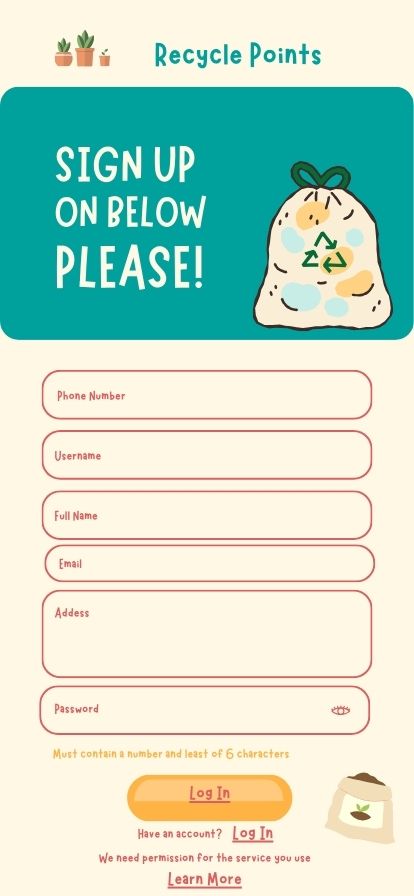 Recycle Points
SIGN UP
ON BELOW
PLEASE!
Phone Number
Username
Full Name
Email
Addess
Password
Must contain a number and least of 6 characters
Log In
Have an account? Log In
We need permission for the service you use
Learn More